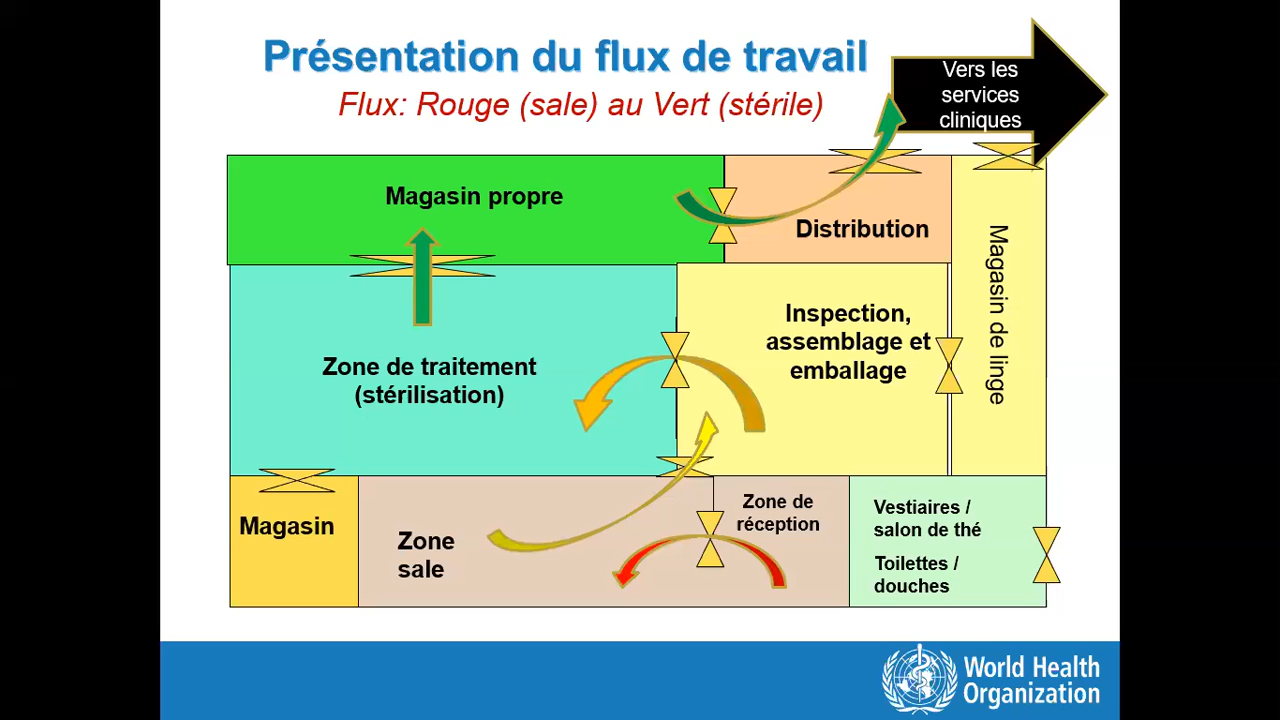 Présentation du flux de travail
Flux: Rouge (sale) au Vert (stérile)
Vers les
services
cliniques
Magasin propre
Distribution
Magasin de linge
Inspection,
assemblage et
emballage
Zone de traitement
(stérilisation)
Magasin
Zone
sale
Zone de
réception
Vestiaires /
salon de thé
Toilettes /
douches
World Health
Organization